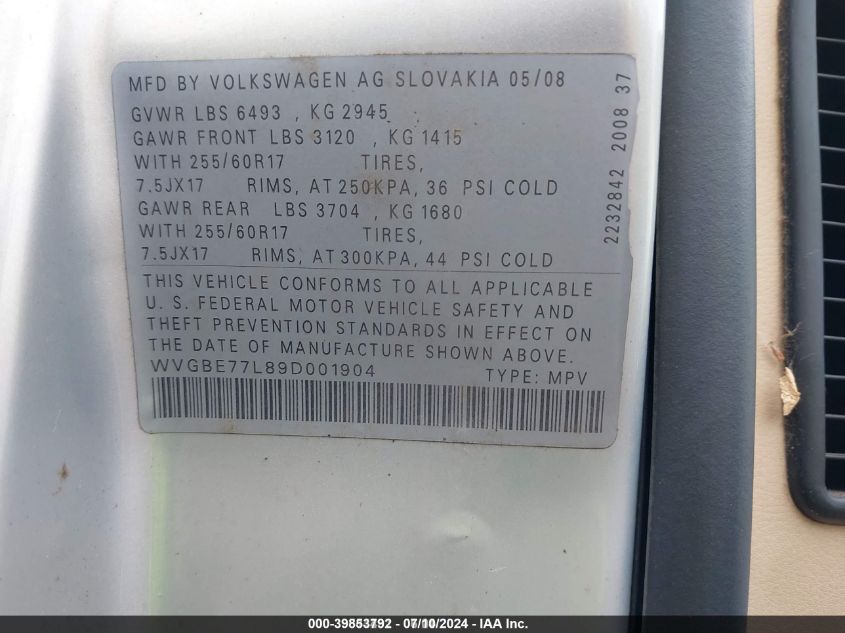 MFD BY VOLKSWAGEN AG SLOVAKIA 05/08
GVWR LBS 6493 , KG 2945
GAWR FRONT LBS 3120 , KG 1415
WITH 255/60R17 TIRES,
7.5JX17 RIMS, AT 250KPA, 36 PSI COLD
GAWR REAR LBS 3704 , KG 1680
WITH 255/60R17 TIRES,
7.5JX17 RIMS, AT 300KPA, 44 PSI COLD
THIS VEHICLE CONFORMS TO ALL APPLICABLE
U. S. FEDERAL MOTOR VEHICLE SAFETY AND
THEFT PREVENTION STANDARDS IN EFFECT ON
THE DATE OF MANUFACTURE SHOWN ABOVE.
WVGBE77L89D001904 TYPE: MPV
2232842 2008 37
000-39853792 - 07/10/2024 - IAA Inc.